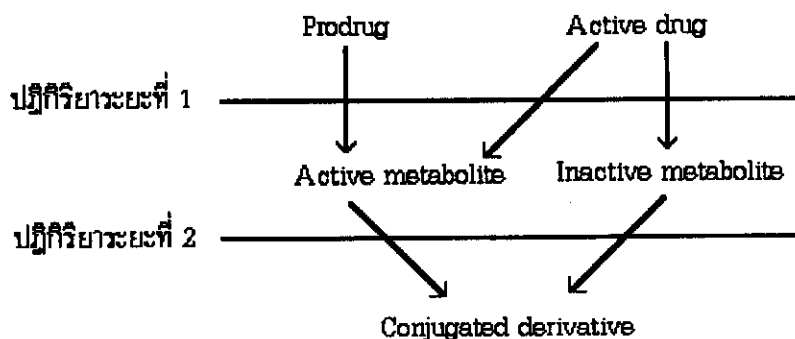 Prodrug Active drug
ปฏิกิริยาระยะที่ 1
Active metabolite Inactive metabolite
ปฏิกิริยาระยะที่ 2
Conjugated derivative